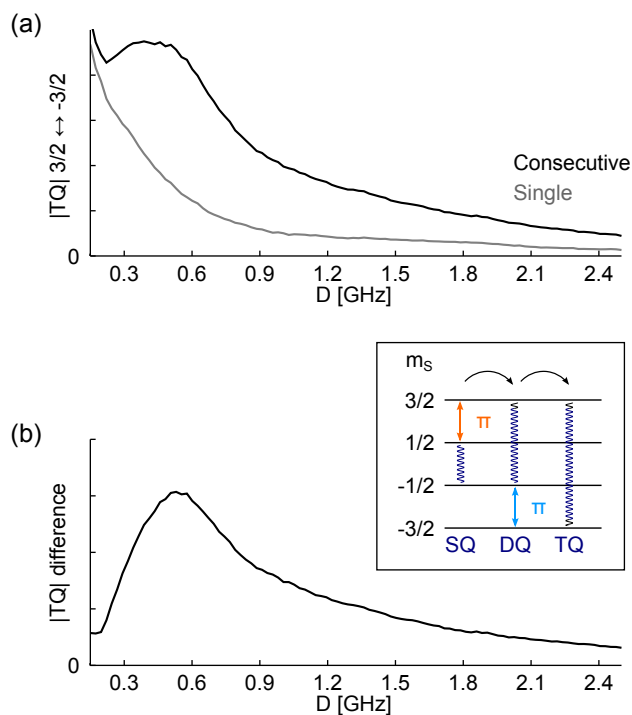 (a)
|TQ| 3/2 ↔ -3/2
Consecutive
Single
0
0.3 0.6 0.9 1.2 1.5 1.8 2.1 2.4
D [GHz]
(b)
|TQ| difference
0
0.3 0.6 0.9 1.2 1.5 1.8 2.1 2.4
D [GHz]
m_S
3/2
π
1/2
-1/2
π
-3/2
SQ DQ TQ